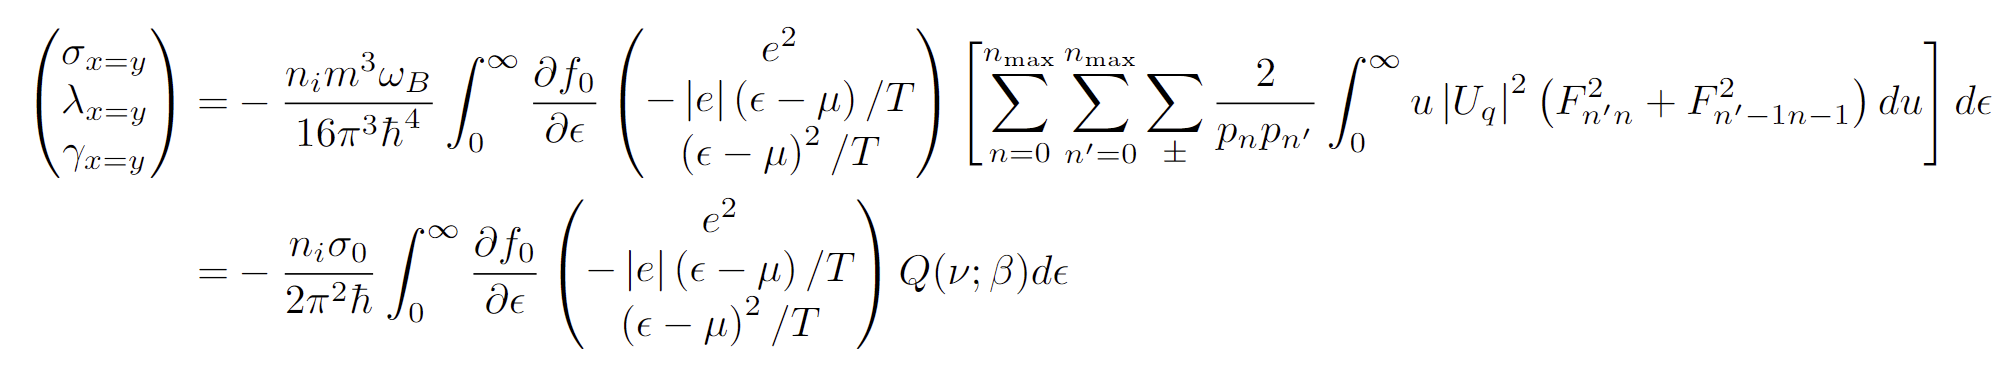 \begin{pmatrix} \sigma_{x=y} \\ \lambda_{x=y} \\ \gamma_{x=y} \end{pmatrix} = - \frac{n_i m^3 \omega_B}{16\pi^3 \hbar^4} \int_0^\infty \frac{\partial f_0}{\partial \epsilon} \begin{pmatrix} e^2 \\ -|e|(\epsilon - \mu)/T \\ (\epsilon - \mu)^2/T \end{pmatrix} \left[ \sum_{n=0}^{n_{\max}} \sum_{n'=0}^{n_{\max}} \sum_{\pm} \frac{2}{p_n p_{n'}} \int_0^\infty u |U_q|^2 \left( F_{n'n}^2 + F_{n'-1n-1}^2 \right) du \right] d\epsilon
= - \frac{n_i \sigma_0}{2\pi^2 \hbar} \int_0^\infty \frac{\partial f_0}{\partial \epsilon} \begin{pmatrix} e^2 \\ -|e|(\epsilon - \mu)/T \\ (\epsilon - \mu)^2/T \end{pmatrix} Q(\nu; \beta) d\epsilon